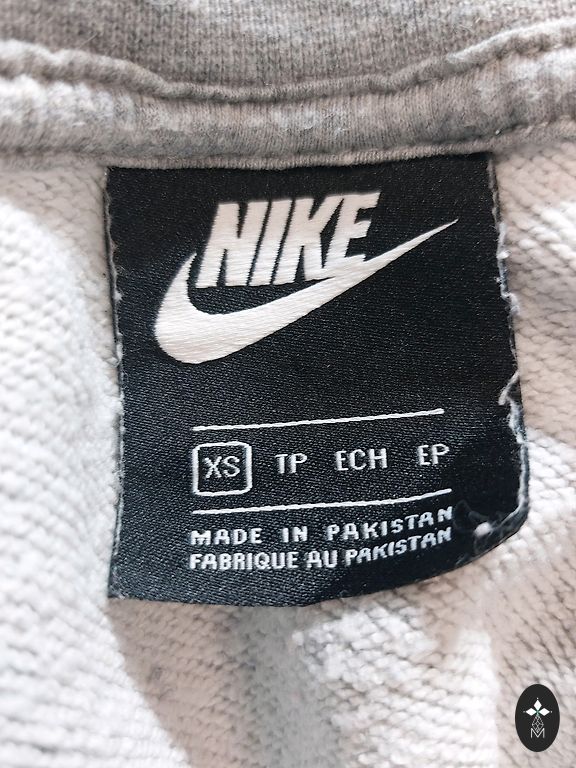 NIKE
XS TP ECH EP
MADE IN PAKISTAN
FABRIQUE AU PAKISTAN
M